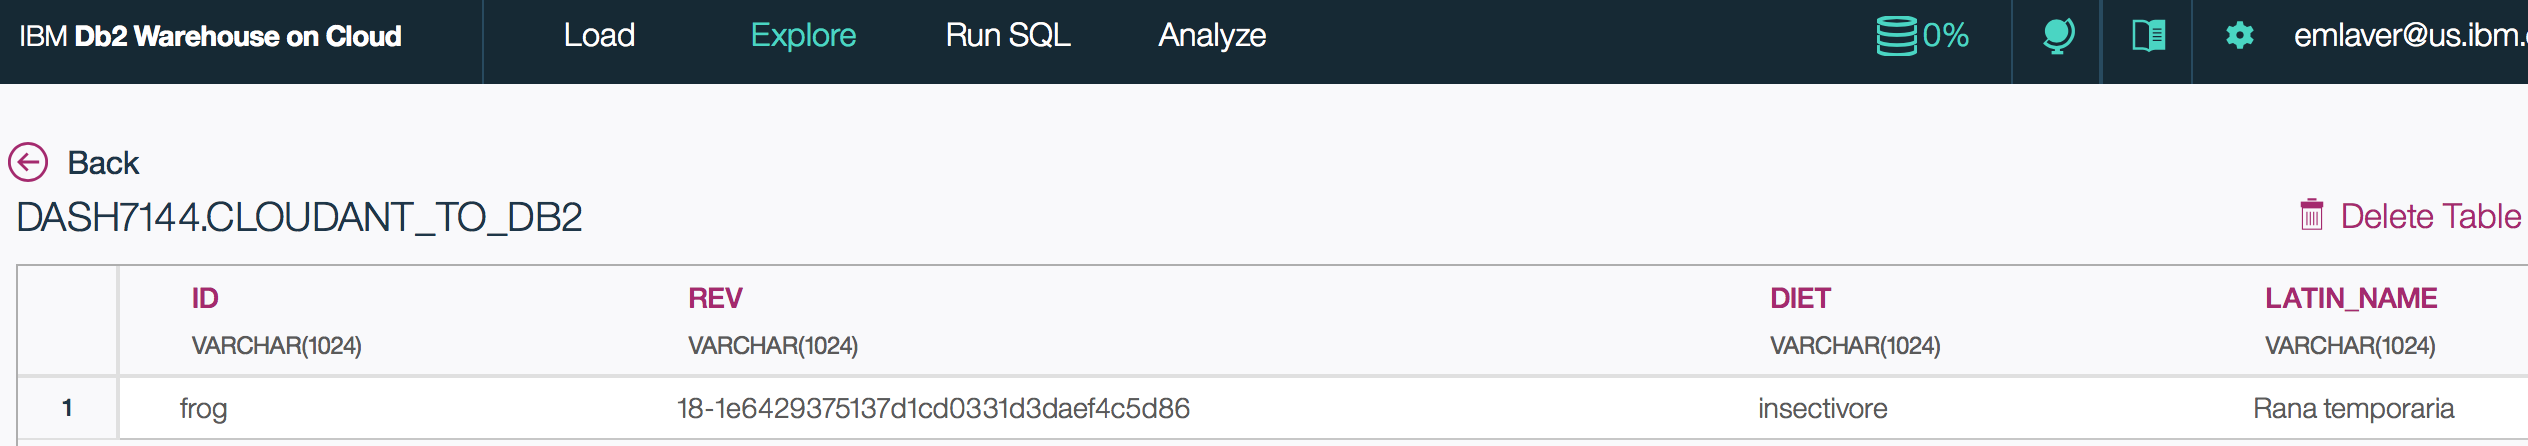 IBM Db2 Warehouse on Cloud Load Explore Run SQL Analyze 0% emlaver@us.ibm.
Back
DASH7144.CLOUDANT_TO_DB2 Delete Table
ID REV DIET LATIN_NAME
VARCHAR(1024) VARCHAR(1024) VARCHAR(1024) VARCHAR(1024)
1 frog 18-1e6429375137d1cd0331d3daef4c5d86 insectivore Rana temporaria